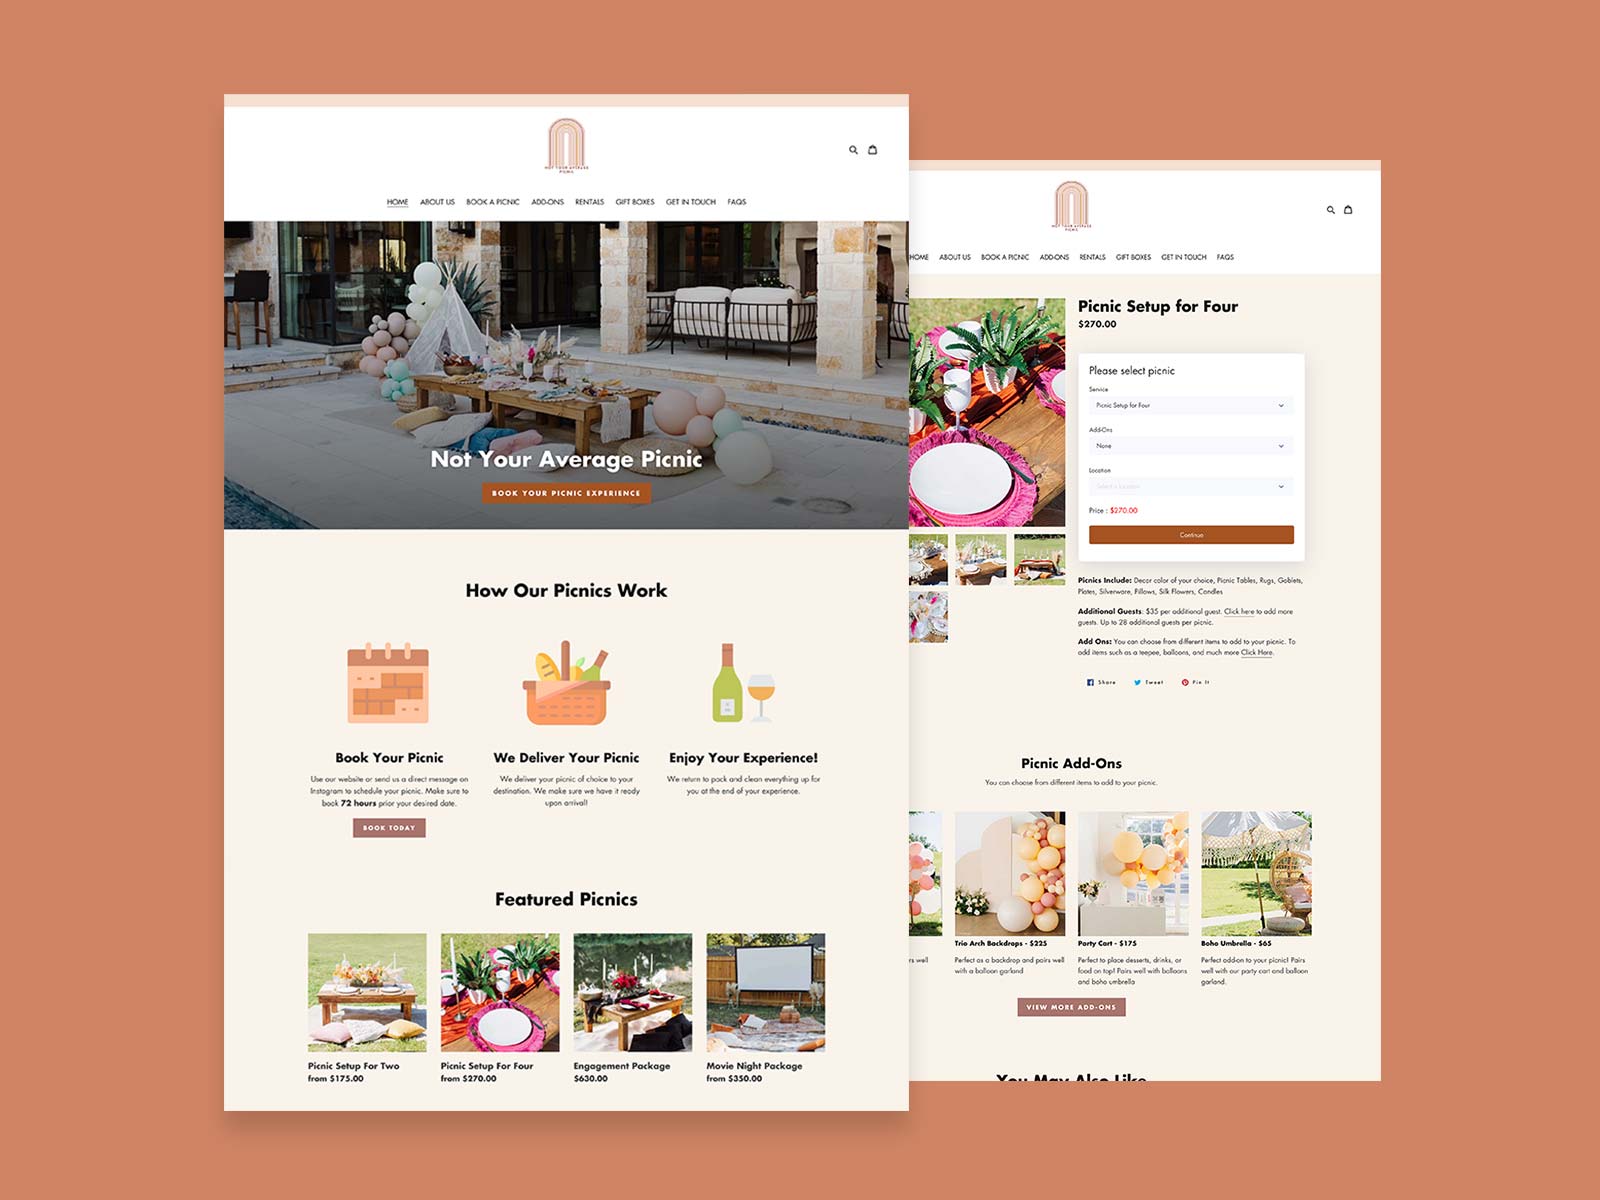 NOT YOUR AVERAGE
PICNIC
HOME ABOUT US BOOK A PICNIC ADD-ONS RENTALS GIFT BOXES GET IN TOUCH FAQS
Not Your Average Picnic
BOOK YOUR PICNIC EXPERIENCE
How Our Picnics Work
Book Your Picnic
Use our website or send us a direct message on
Instagram to schedule your picnic. Make sure to
book 72 hours prior your desired date.
BOOK TODAY
We Deliver Your Picnic
We deliver your picnic of choice to your
destination. We make sure we have it ready
upon arrival!
Enjoy Your Experience!
We return to pack and clean everything up for
you at the end of your experience.
Featured Picnics
Picnic Setup For Two
from $175.00
Picnic Setup For Four
from $270.00
Engagement Package
$630.00
Movie Night Package
from $350.00
NOT YOUR AVERAGE
PICNIC
HOME ABOUT US BOOK A PICNIC ADD-ONS RENTALS GIFT BOXES GET IN TOUCH FAQS
Picnic Setup for Four
$270.00
Please select picnic
Service
Picnic Setup for Four
Add-Ons
None
Location
Select a location
Price : $270.00
Continue
Picnics Include: Decor color of your choice, Picnic Tables, Rugs, Goblets,
Plates, Silverware, Pillows, Silk Flowers, Candles
Additional Guests: $35 per additional guest. Click here to add more
guests. Up to 28 additional guests per picnic.
Add Ons: You can choose from different items to add to your picnic. To
add items such as a teepee, balloons, and much more Click Here.
Share Tweet Pin It
Picnic Add-Ons
You can choose from different items to add to your picnic.
well
Trio Arch Backdrops - $225
Perfect as a backdrop and pairs well
with a balloon garland
Party Cart - $175
Perfect to place desserts, drinks, or
food on top! Pairs well with balloons
and boho umbrella
Boho Umbrella - $65
Perfect add-on to your picnic! Pairs
well with our party cart and balloon
garland.
VIEW MORE ADD-ONS
You May Also Like